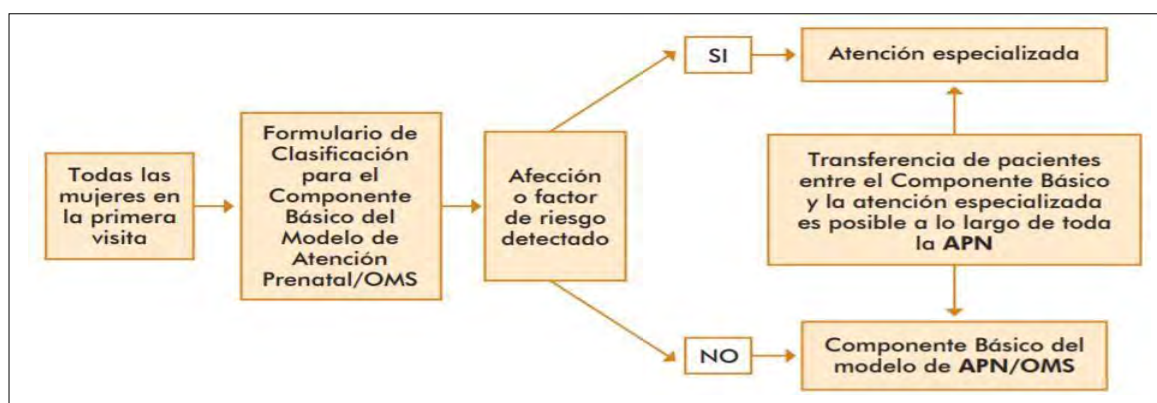 Todas las
mujeres en
la primera
visita
Formulario de
Clasificación
para el
Componente
Básico del
Modelo de
Atención
Prenatal/OMS
Afección
o factor
de riesgo
detectado
SI
Atención especializada
Transferencia de pacientes
entre el Componente Básico
y la atención especializada
es posible a lo largo de toda
la APN
NO
Componente Básico del
modelo de APN/OMS